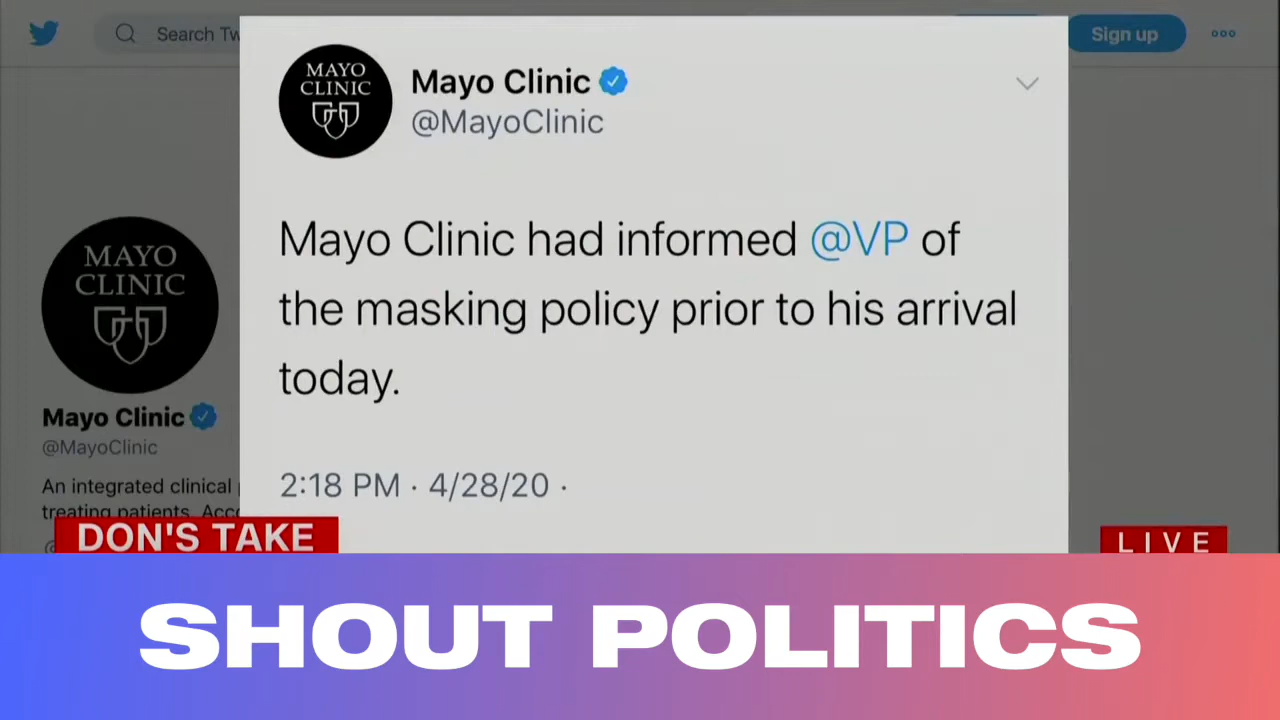 Search Tw
Sign up
MAYO
CLINIC
Mayo Clinic
@MayoClinic
Mayo Clinic had informed @VP of
the masking policy prior to his arrival
today.
2:18 PM · 4/28/20 ·
MAYO
CLINIC
Mayo Clinic
@MayoClinic
An integrated clinical
treating patients. Acco
DON'S TAKE
LIVE
SHOUT POLITICS